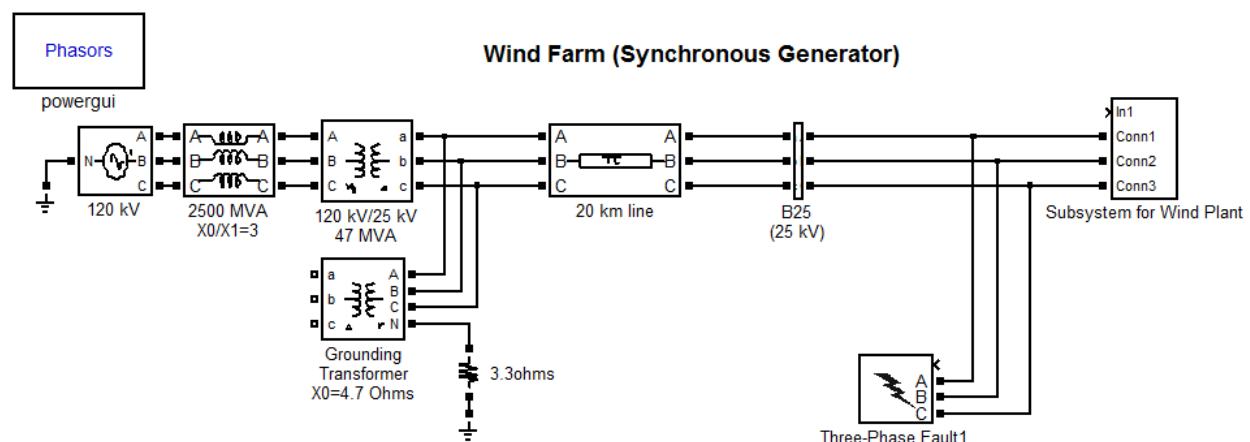 Phasors
powergui
Wind Farm (Synchronous Generator)
N A B C
120 kV
A B C A B C
2500 MVA
X0/X1=3
A B C a b c
120 kV/25 kV
47 MVA
A B C A B C
20 km line
B25
(25 kV)
In1
Conn1
Conn2
Conn3
Subsystem for Wind Plant
a b c A B C N
Grounding
Transformer
X0=4.7 Ohms
3.3ohms
A
B
C
Three-Phase Fault1